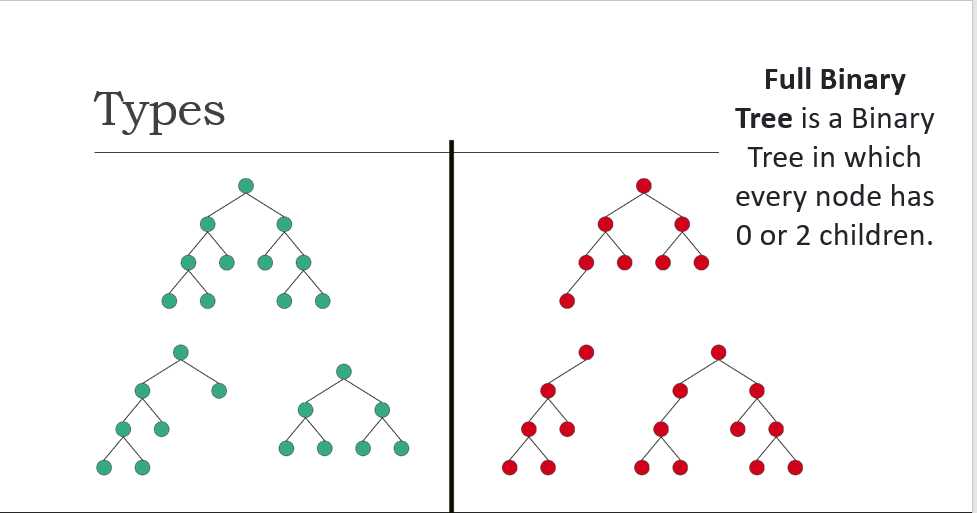 Types
Full Binary
Tree is a Binary
Tree in which
every node has
0 or 2 children.